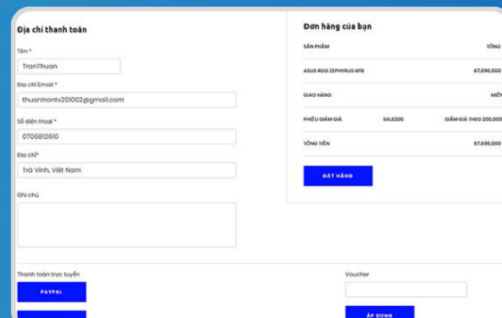 Địa chỉ thanh toán
Tên *
TranThuan
Địa chỉ Email *
thuantrantv201002@gmail.com
Số điện thoại *
0705812610
Địa chỉ*
Trà Vinh, Việt Nam
Ghi chú
Thanh toán trực tuyến
PAYPAL
Đơn hàng của bạn
SẢN PHẨM TỔNG
ASUS ROG ZEPHYRUS M16 67,890,000
GIAO HÀNG MIỄN
PHIẾU GIẢM GIÁ SALE200 GIẢM GIÁ THEO 200,000
TỔNG TIỀN 67,690,000
ĐẶT HÀNG
Voucher
ÁP DỤNG